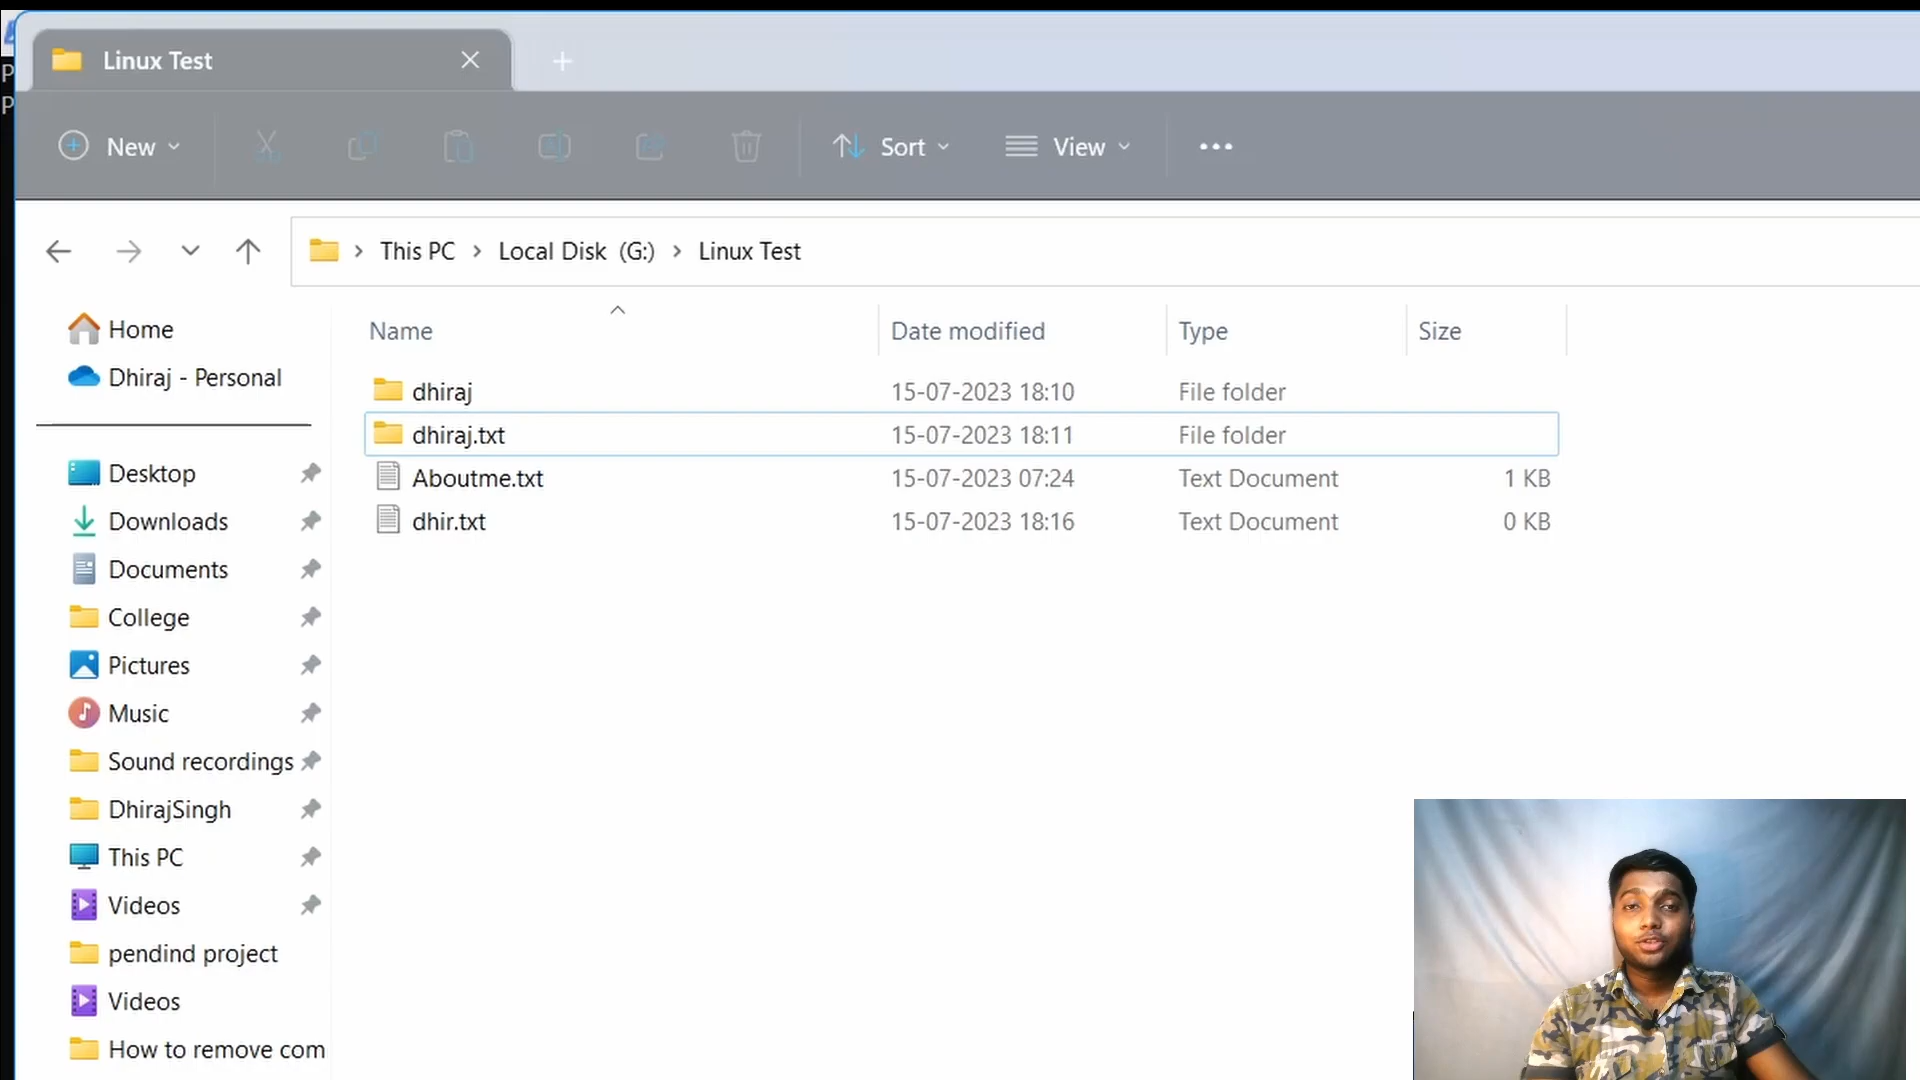 Linux Test
P
P
New
Sort
View
This PC
Local Disk (G:)
Linux Test
Home
Dhiraj - Personal
Desktop
Downloads
Documents
College
Pictures
Music
Sound recordings
DhirajSingh
This PC
Videos
pendind project
Videos
How to remove com
Name Date modified Type Size
dhiraj 15-07-2023 18:10 File folder
dhiraj.txt 15-07-2023 18:11 File folder
Aboutme.txt 15-07-2023 07:24 Text Document 1 KB
dhir.txt 15-07-2023 18:16 Text Document 0 KB